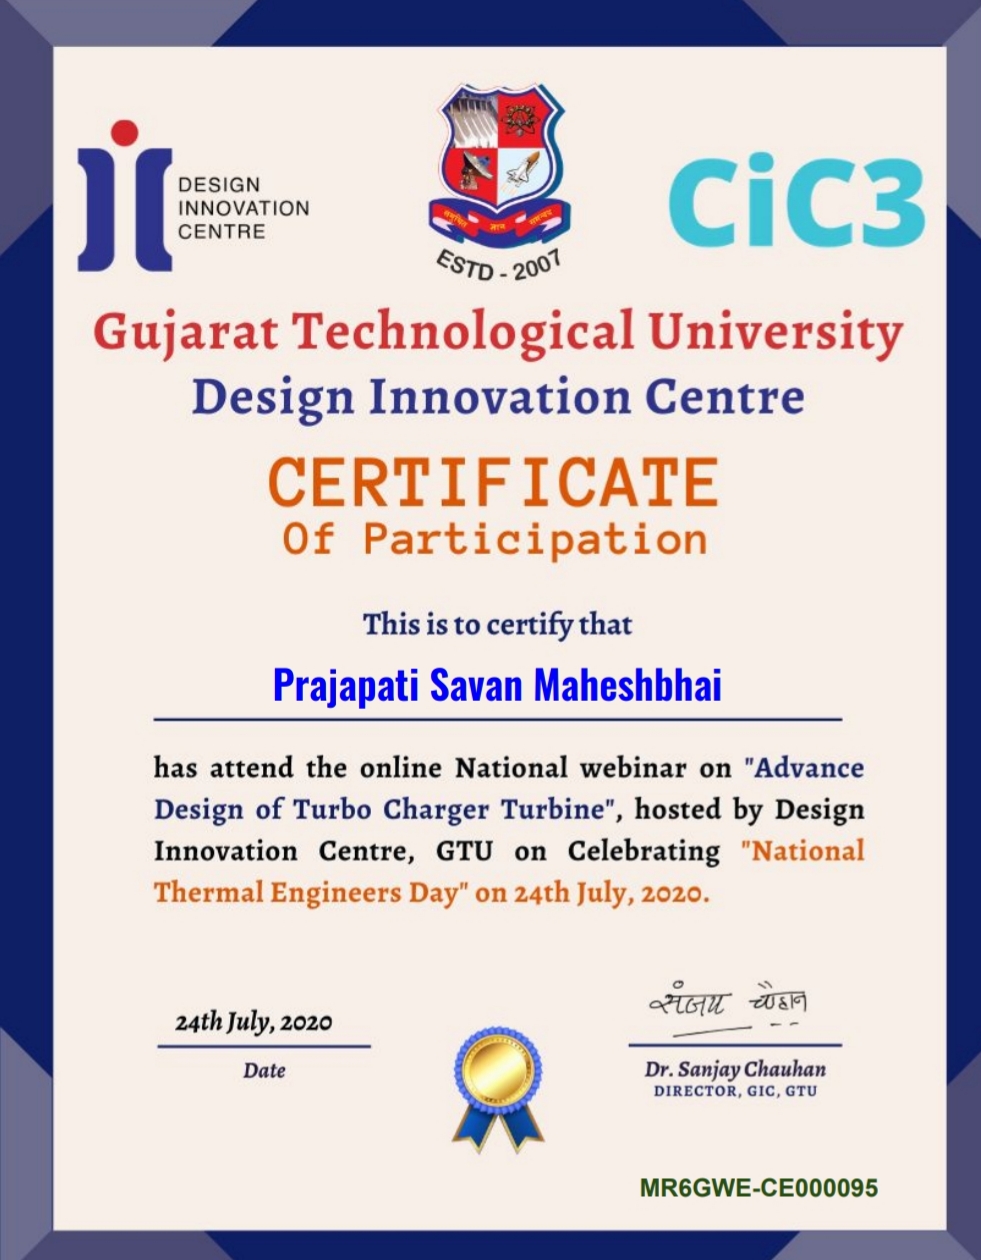 DESIGN
INNOVATION
CENTRE
ESTD - 2007
CiC3
Gujarat Technological University
Design Innovation Centre
CERTIFICATE
Of Participation
This is to certify that
Prajapati Savan Maheshbhai
has attend the online National webinar on "Advance
Design of Turbo Charger Turbine", hosted by Design
Innovation Centre, GTU on Celebrating "National
Thermal Engineers Day" on 24th July, 2020.
24th July, 2020
Date
संजय चौहान
Dr. Sanjay Chauhan
DIRECTOR, GIC, GTU
MR6GWE-CE000095